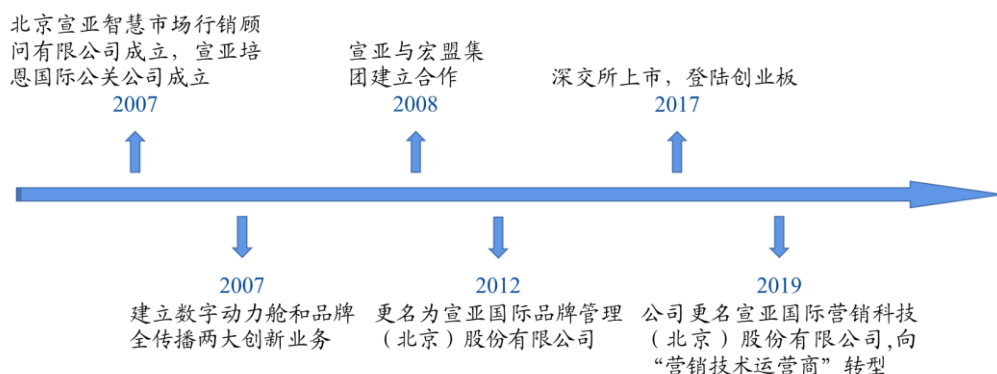 北京宣亚智慧市场行销顾
问有限公司成立，宣亚培
恩国际公关公司成立
2007
宣亚与宏盟集
团建立合作
2008
深交所上市，登陆创业板
2017
2007
建立数字动力舱和品牌
全传播两大创新业务
2012
更名为宣亚国际品牌管理
（北京）股份有限公司
2019
公司更名宣亚国际营销科技
（北京）股份有限公司,向
“营销技术运营商”转型